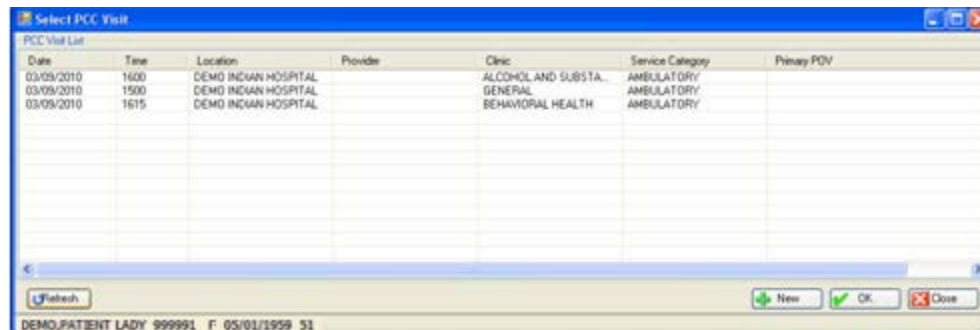 Select PCC Visit
PCC Visit List
Date Time Location Provider Clinic Service Category Primary POV
03/09/2010 1600 DEMO INDIAN HOSPITAL ALCOHOL AND SUBSTA... AMBULATORY
03/09/2010 1500 DEMO INDIAN HOSPITAL GENERAL AMBULATORY
03/09/2010 1615 DEMO INDIAN HOSPITAL BEHAVIORAL HEALTH AMBULATORY
Refresh New OK Close
DEMO,PATIENT LADY 999991 F 05/01/1959 51